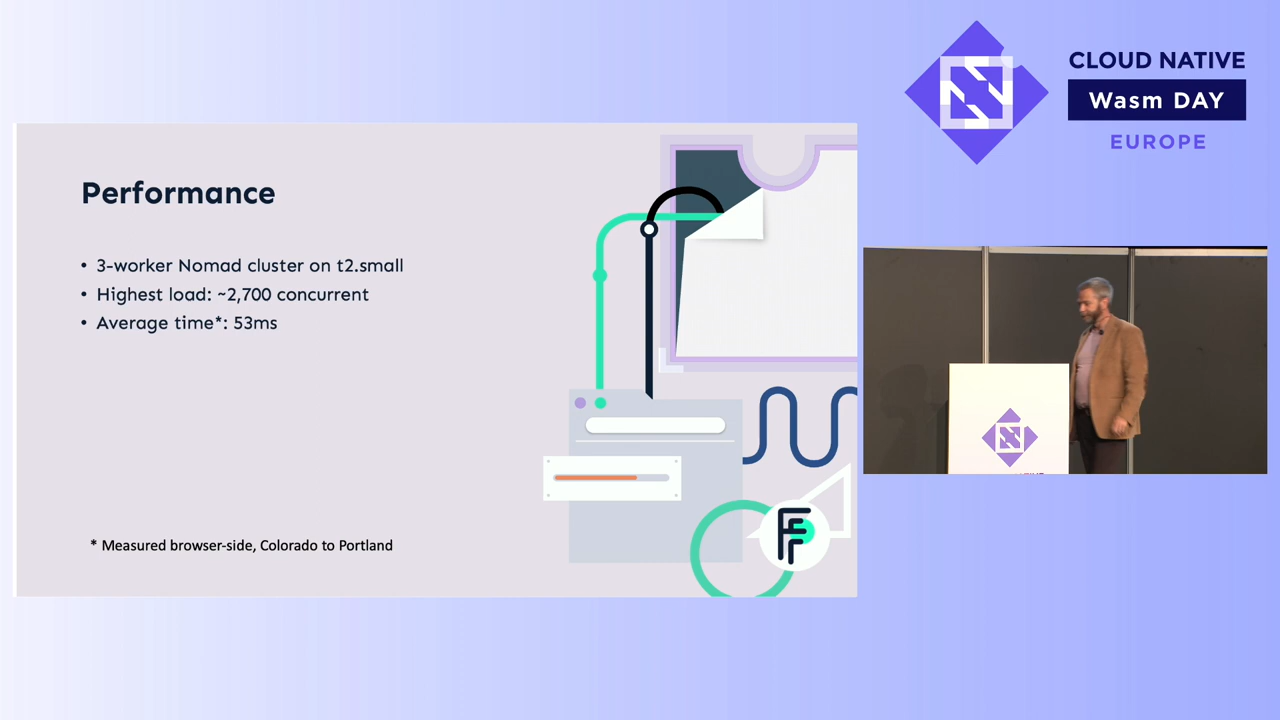 CLOUD NATIVE
Wasm DAY
EUROPE
Performance
• 3-worker Nomad cluster on t2.small
• Highest load: ~2,700 concurrent
• Average time*: 53ms
* Measured browser-side, Colorado to Portland